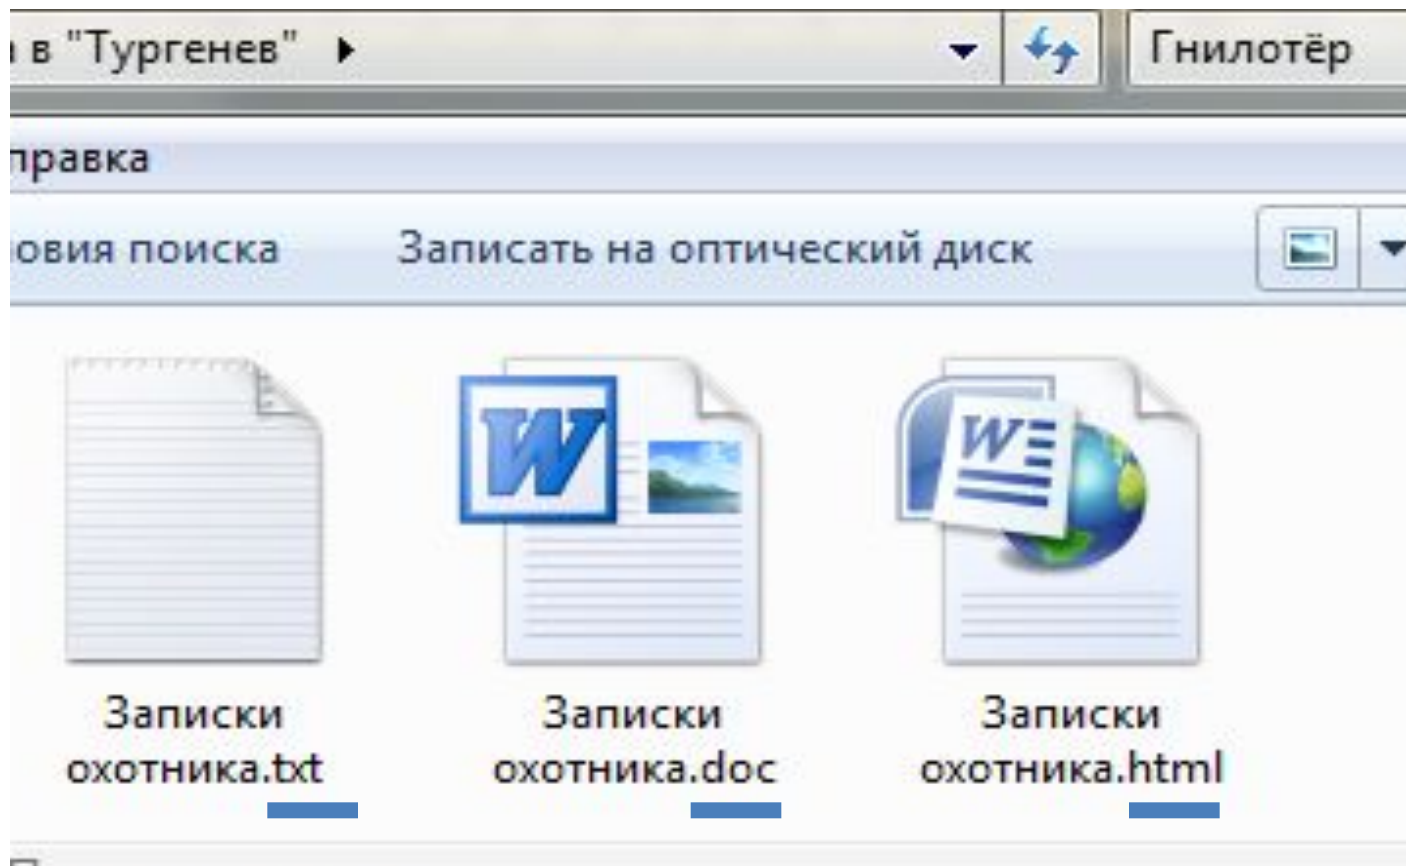 в "Тургенев"
Гнилотёр
правка
овия поиска
Записать на оптический диск
Записки
охотника.txt
Записки
охотника.doc
Записки
охотника.html